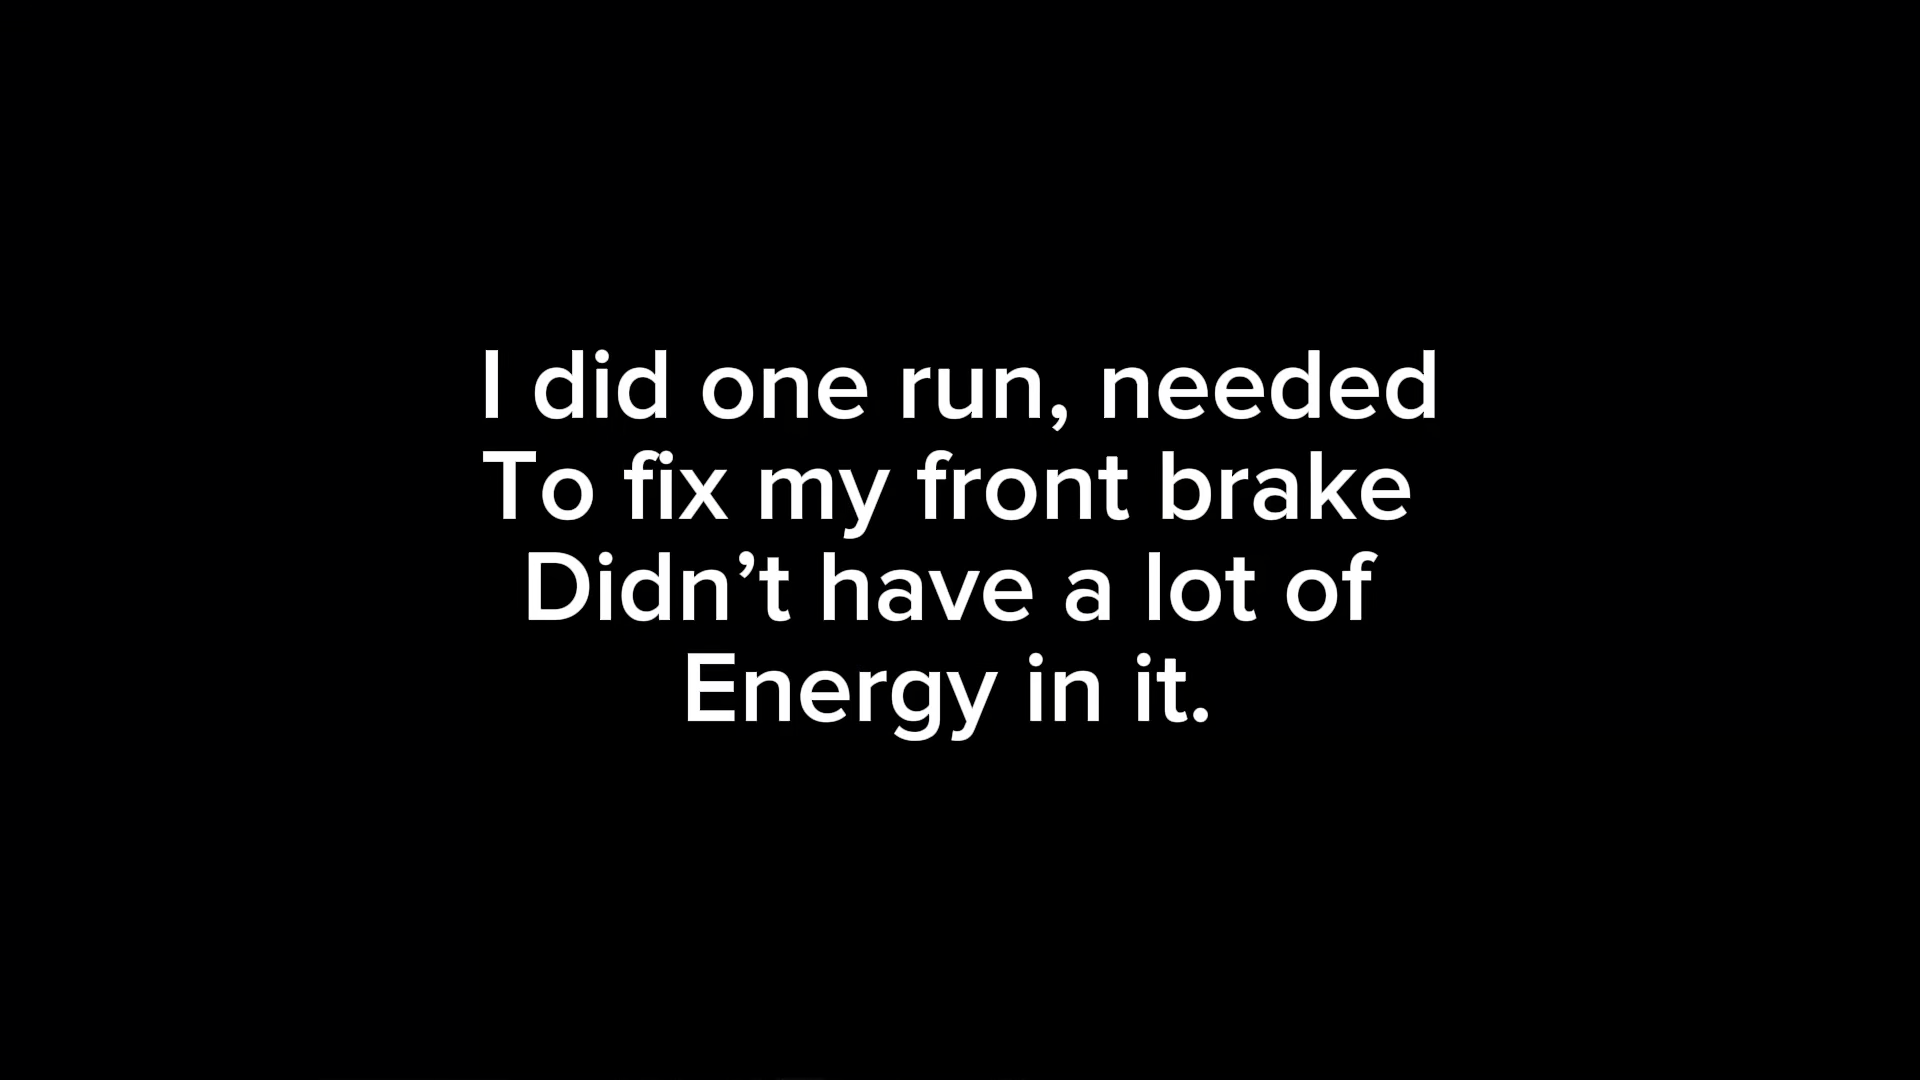 I did one run, needed
To fix my front brake
Didn’t have a lot of
Energy in it.